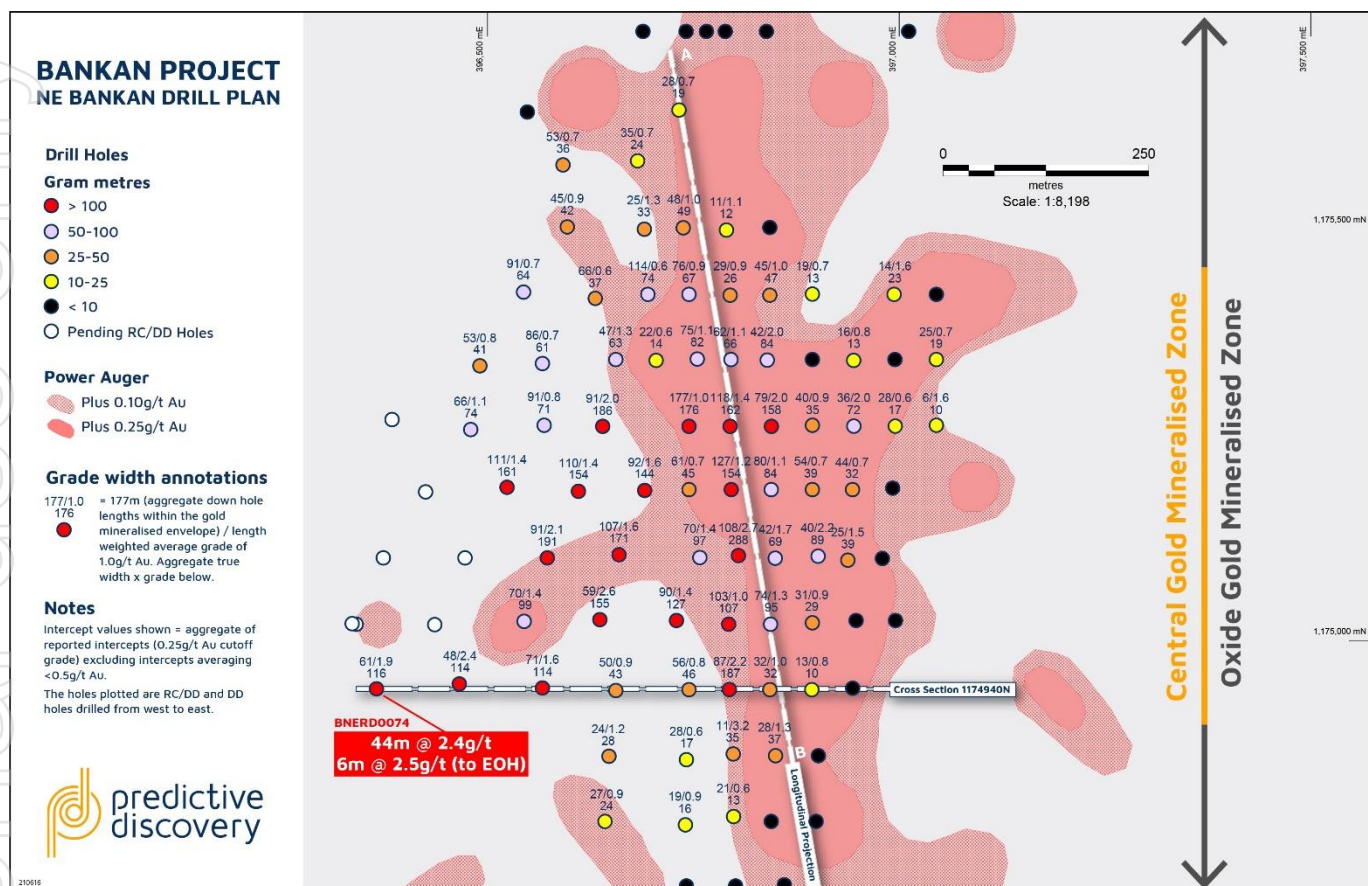 BANKAN PROJECT
NE BANKAN DRILL PLAN
Drill Holes
Gram metres
> 100
50-100
25-50
10-25
< 10
Pending RC/DD Holes
Power Auger
Plus 0.10g/t Au
Plus 0.25g/t Au
Grade width annotations
177/1.0
176
= 177m (aggregate down hole
lengths within the gold
mineralised envelope) / length
weighted average grade of
1.0g/t Au. Aggregate true
width x grade below.
Notes
Intercept values shown = aggregate of
reported intercepts (0.25g/t Au cutoff
grade) excluding intercepts averaging
<0.5g/t Au.
The holes plotted are RC/DD and DD
holes drilled from west to east.
predictive
discovery
210616
396,500 mE
397,000 mE
397,500 mE
A
0 250
metres
Scale: 1:8,198
1,175,500 mN
1,175,000 mN
28/0.7
19
53/0.7 35/0.7
36 24
45/0.9 25/1.3 48/1.0 11/1.1
42 33 49 12
91/0.7 66/0.6 114/0.6 76/0.9 29/0.9 45/1.0 19/0.7 14/1.6
64 37 74 67 26 47 13 23
53/0.8 86/0.7 47/1.3 22/0.6 75/1.1 62/1.1 42/2.0 16/0.8 25/0.7
41 61 63 14 82 66 84 13 19
66/1.1 91/0.8 91/2.0 177/1.0 118/1.4 79/2.0 40/0.9 36/2.0 28/0.6 6/1.6
74 71 186 176 162 158 35 72 17 10
111/1.4 110/1.4 92/1.6 61/0.7 127/1.2 80/1.1 54/0.7 44/0.7
161 154 144 45 154 84 39 32
91/2.1 107/1.6 70/1.4 108/2.7 42/1.7 40/2.2 25/1.5
191 171 97 288 69 89 39
70/1.4 59/2.6 90/1.4 103/1.0 74/1.3 31/0.9
99 155 127 107 95 29
61/1.9 48/2.4 71/1.6 50/0.9 56/0.8 87/2.2 32/1.0 13/0.8
116 114 114 43 46 187 32 10
Cross Section 1174940N
BNERD0074
44m @ 2.4g/t
6m @ 2.5g/t (to EOH)
24/1.2 28/0.6 11/3.2 28/1.3
28 17 35 37
B
27/0.9 19/0.9 21/0.6
24 16 13
Longitudinal Projection
Central Gold Mineralised Zone
Oxide Gold Mineralised Zone